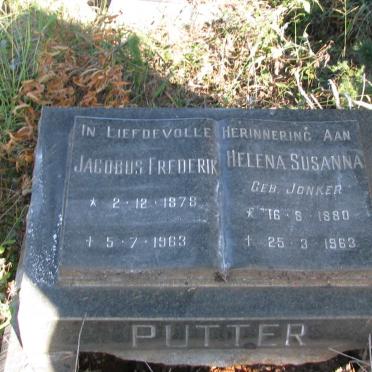 In Liefdevolle Herinnering Aan
Jacobus Frederik
* 2-12-1878
† 5-7-1963
Helena Susanna
Geb. Jonker
* 16-6-1880
† 25-3-1963
PUTTER